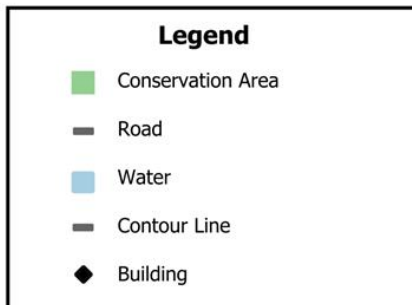 Legend
Conservation Area
Road
Water
Contour Line
Building